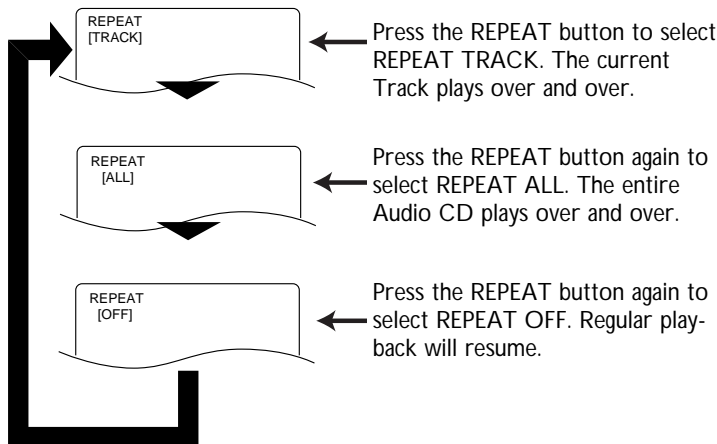 REPEAT
[TRACK]
Press the REPEAT button to select
REPEAT TRACK. The current
Track plays over and over.
REPEAT
[ALL]
Press the REPEAT button again to
select REPEAT ALL. The entire
Audio CD plays over and over.
REPEAT
[OFF]
Press the REPEAT button again to
select REPEAT OFF. Regular play-
back will resume.